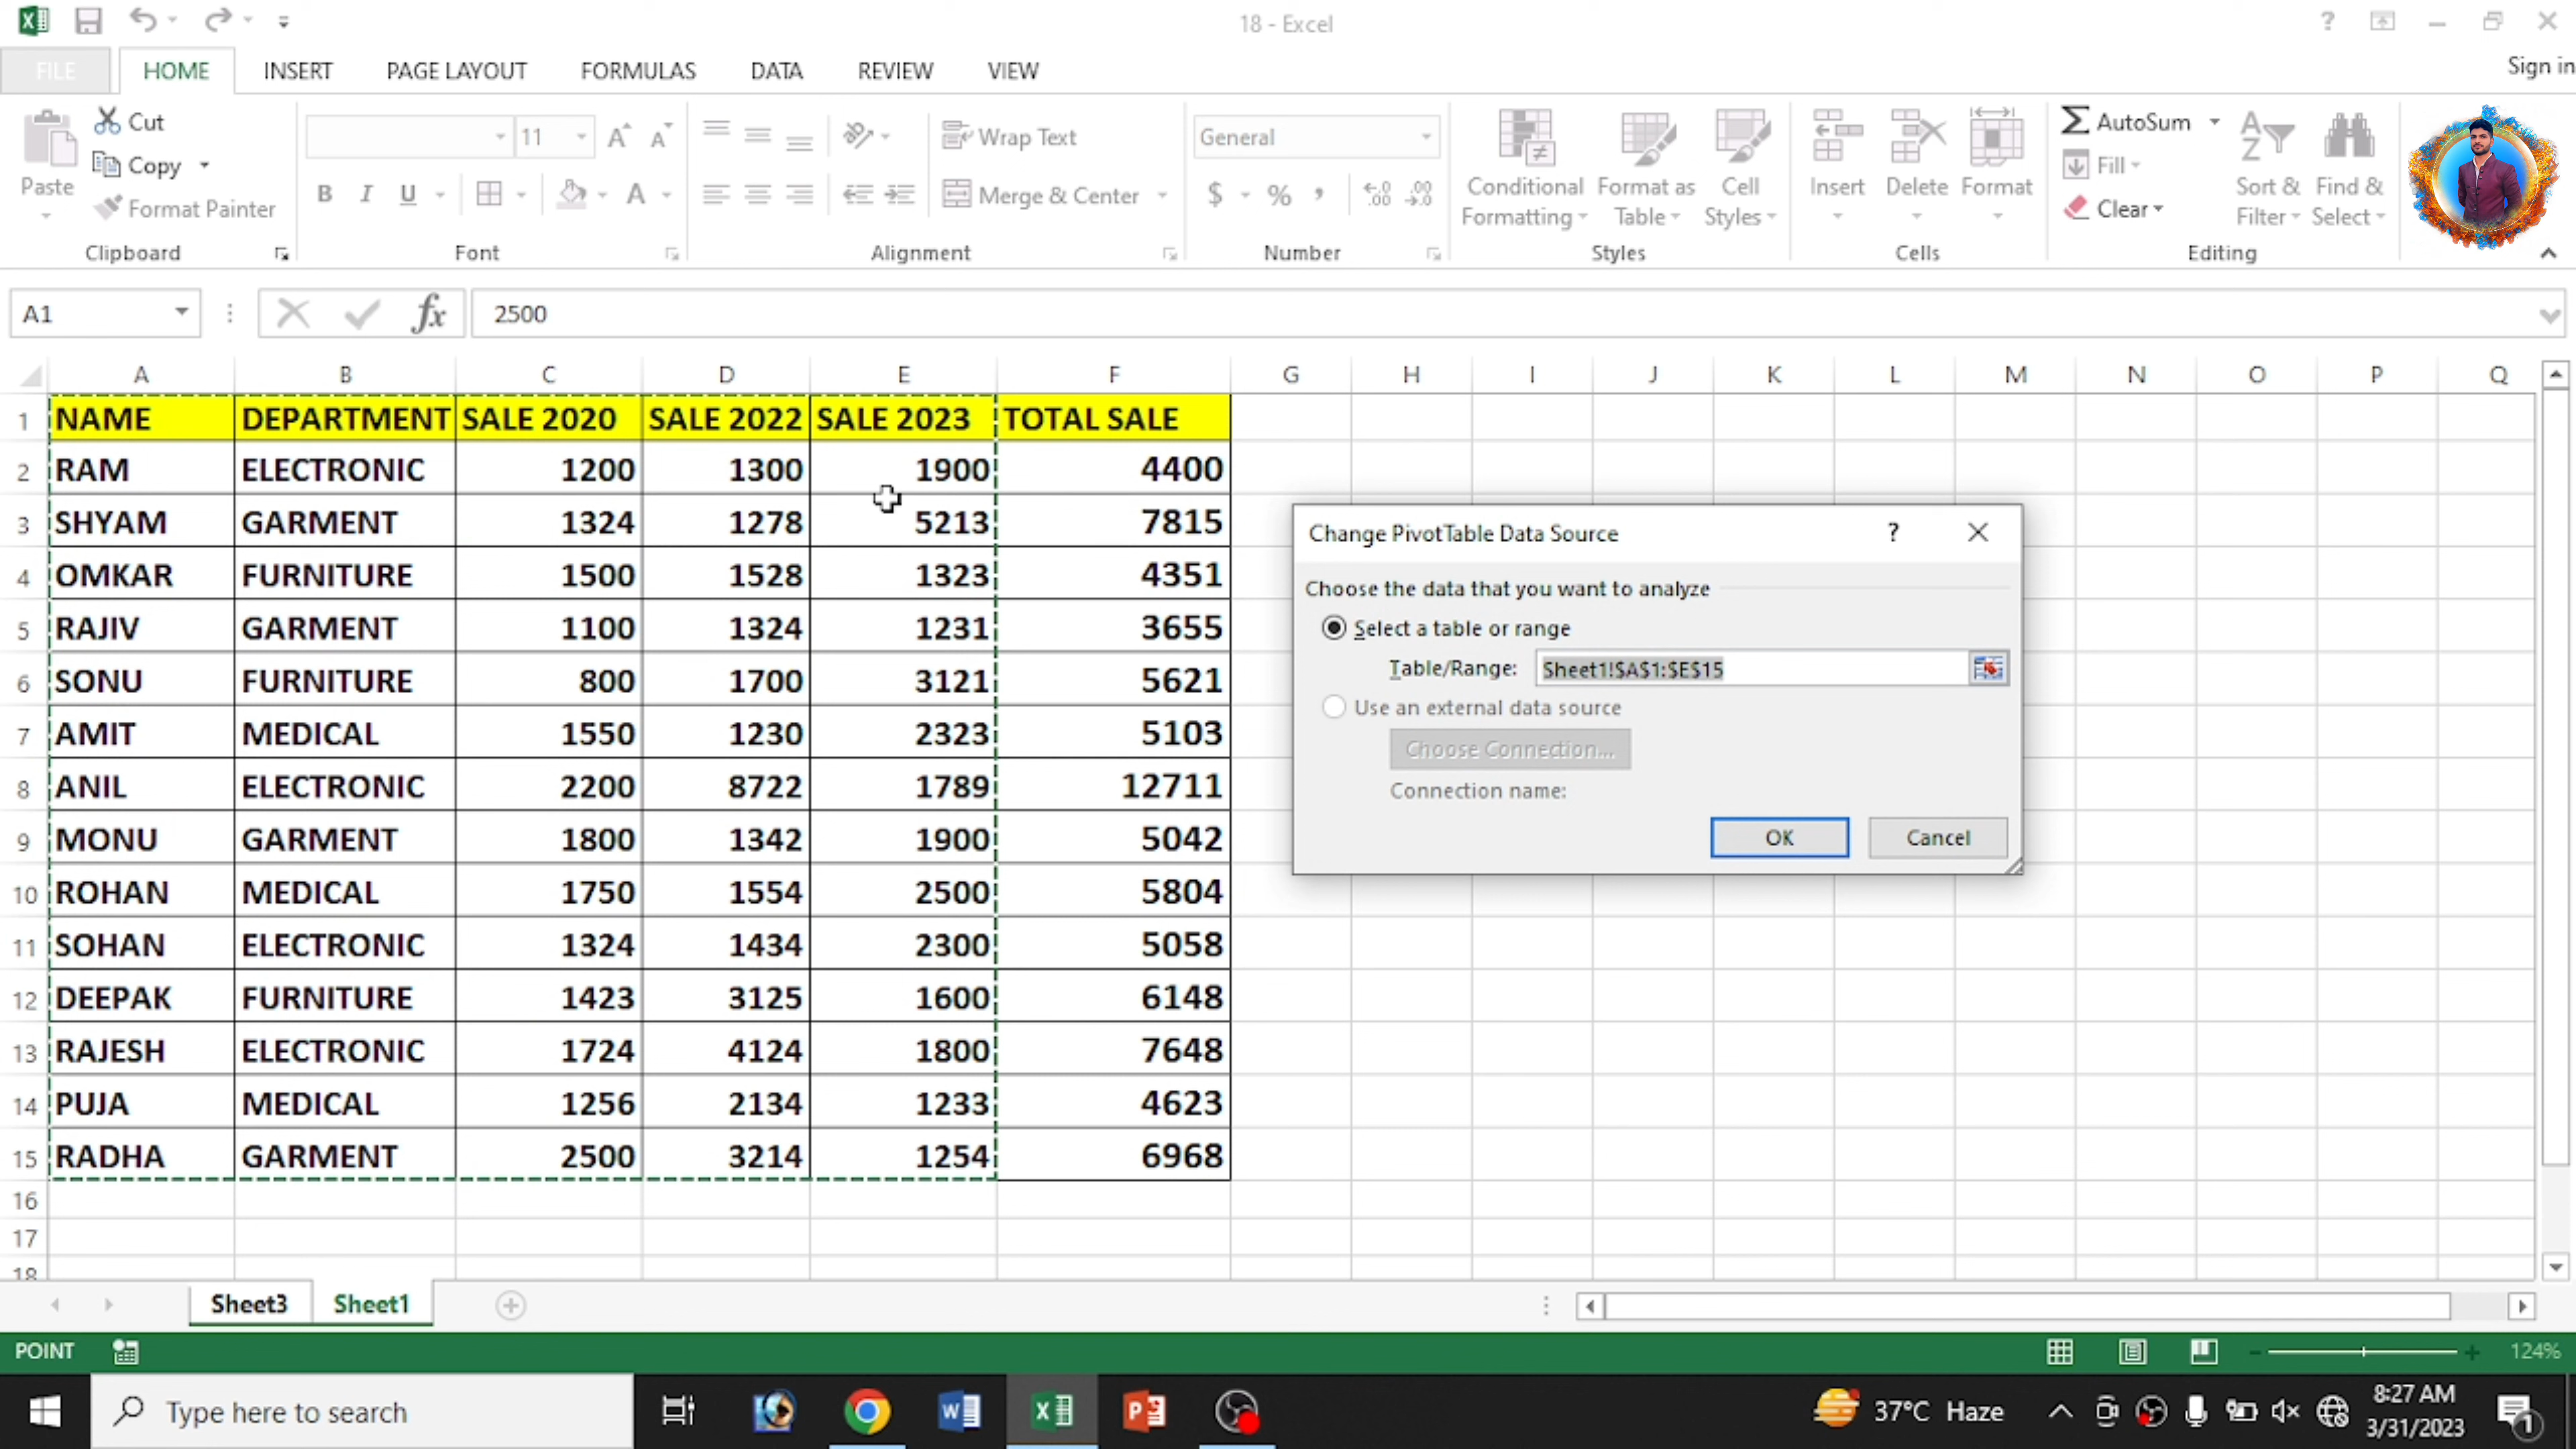 18 - Excel
?
FILE HOME INSERT PAGE LAYOUT FORMULAS DATA REVIEW VIEW Sign in
Paste Cut Copy Format Painter Clipboard
11 A A B I U A Font
Wrap Text Merge & Center Alignment
General $ % , Number
Conditional Formatting Format as Table Cell Styles Styles
Insert Delete Format Cells
AutoSum Fill Clear Sort & Filter Find & Select Editing
A1 fx 2500
A B C D E F G H I J K L M N O P Q
1 NAME DEPARTMENT SALE 2020 SALE 2022 SALE 2023 TOTAL SALE
2 RAM ELECTRONIC 1200 1300 1900 4400
3 SHYAM GARMENT 1324 1278 5213 7815
4 OMKAR FURNITURE 1500 1528 1323 4351
5 RAJIV GARMENT 1100 1324 1231 3655
6 SONU FURNITURE 800 1700 3121 5621
7 AMIT MEDICAL 1550 1230 2323 5103
8 ANIL ELECTRONIC 2200 8722 1789 12711
9 MONU GARMENT 1800 1342 1900 5042
10 ROHAN MEDICAL 1750 1554 2500 5804
11 SOHAN ELECTRONIC 1324 1434 2300 5058
12 DEEPAK FURNITURE 1423 3125 1600 6148
13 RAJESH ELECTRONIC 1724 4124 1800 7648
14 PUJA MEDICAL 1256 2134 1233 4623
15 RADHA GARMENT 2500 3214 1254 6968
16
17
18
Change PivotTable Data Source ?
Choose the data that you want to analyze
Select a table or range
Table/Range: Sheet1!$A$1:$E$15
Use an external data source
Choose Connection...
Connection name:
OK Cancel
Sheet3 Sheet1
POINT 124%
Type here to search 37°C Haze 8:27 AM
3/31/2023 1